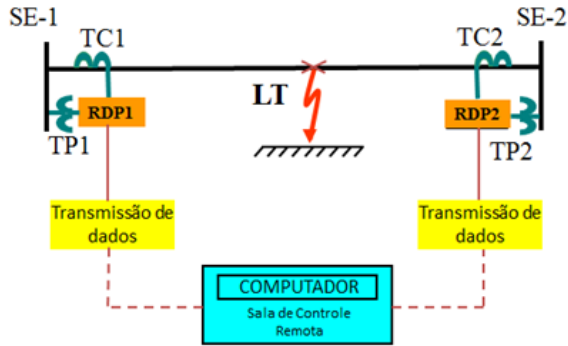 SE-1
SE-2
TC1
TC2
LT
RDP1
RDP2
TP1
TP2
Transmissão de
dados
Transmissão de
dados
COMPUTADOR
Sala de Controle
Remota